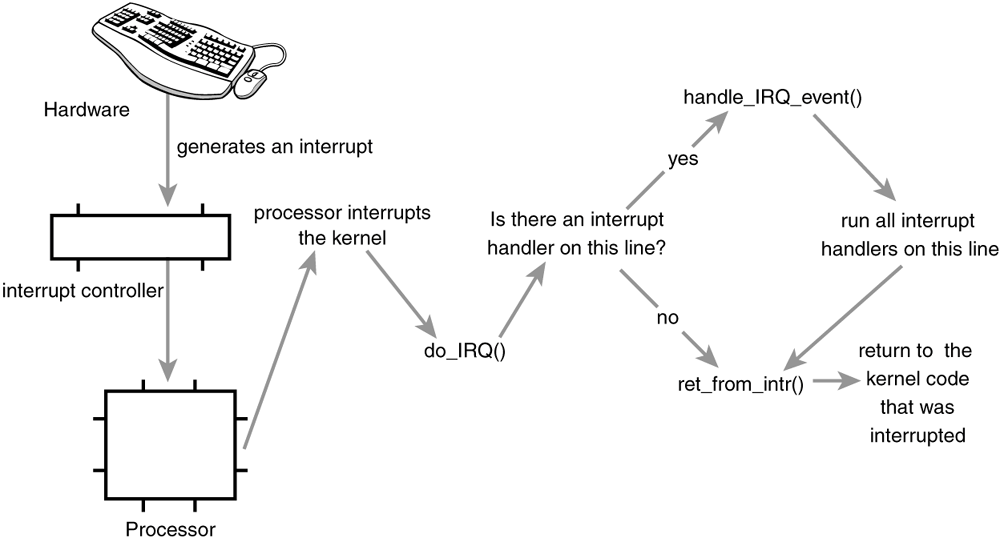 Hardware
generates an interrupt
interrupt controller
Processor
processor interrupts
the kernel
do_IRQ()
Is there an interrupt
handler on this line?
yes
no
handle_IRQ_event()
run all interrupt
handlers on this line
ret_from_intr()
return to the
kernel code
that was
interrupted